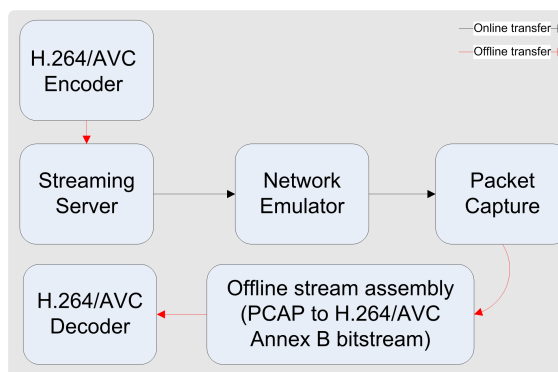 Online transfer
Offline transfer
H.264/AVC
Encoder
Streaming
Server
Network
Emulator
Packet
Capture
H.264/AVC
Decoder
Offline stream assembly
(PCAP to H.264/AVC
Annex B bitstream)